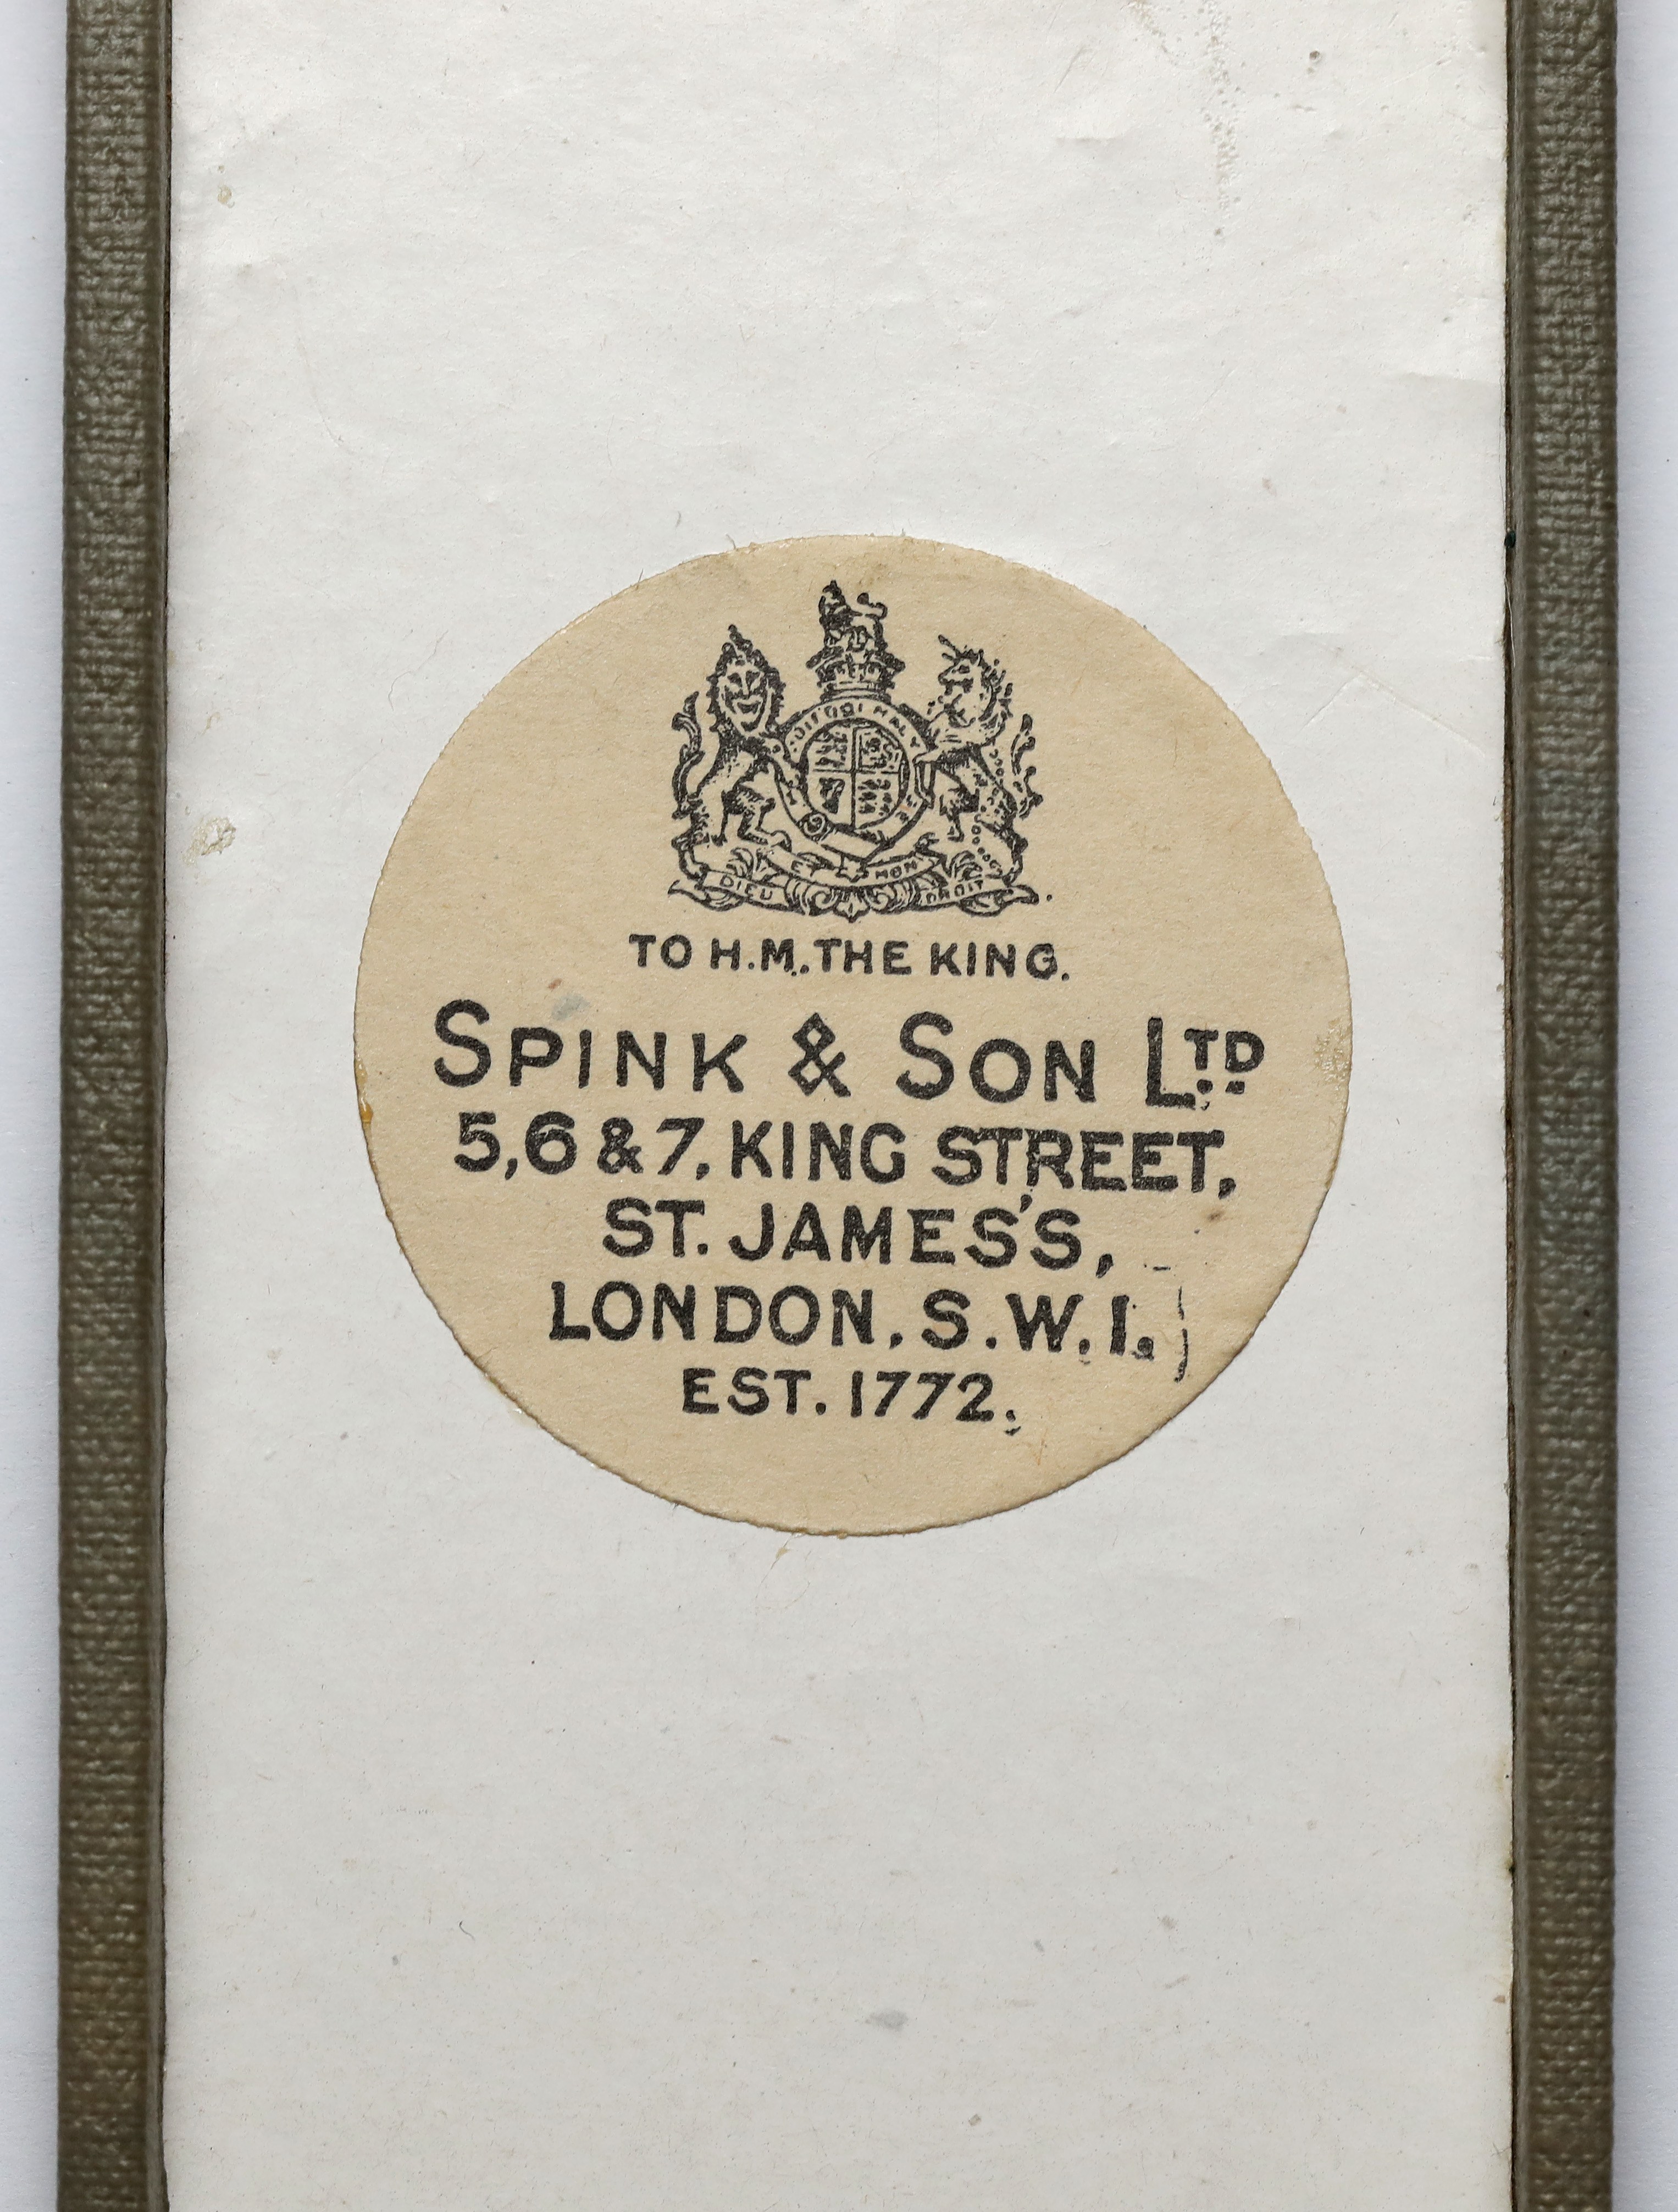 DIEU ET MON DROIT
TO H.M. THE KING.
SPINK & SON LTD
5,6 & 7, KING STREET,
ST. JAMES'S,
LONDON. S.W.1.
EST. 1772.